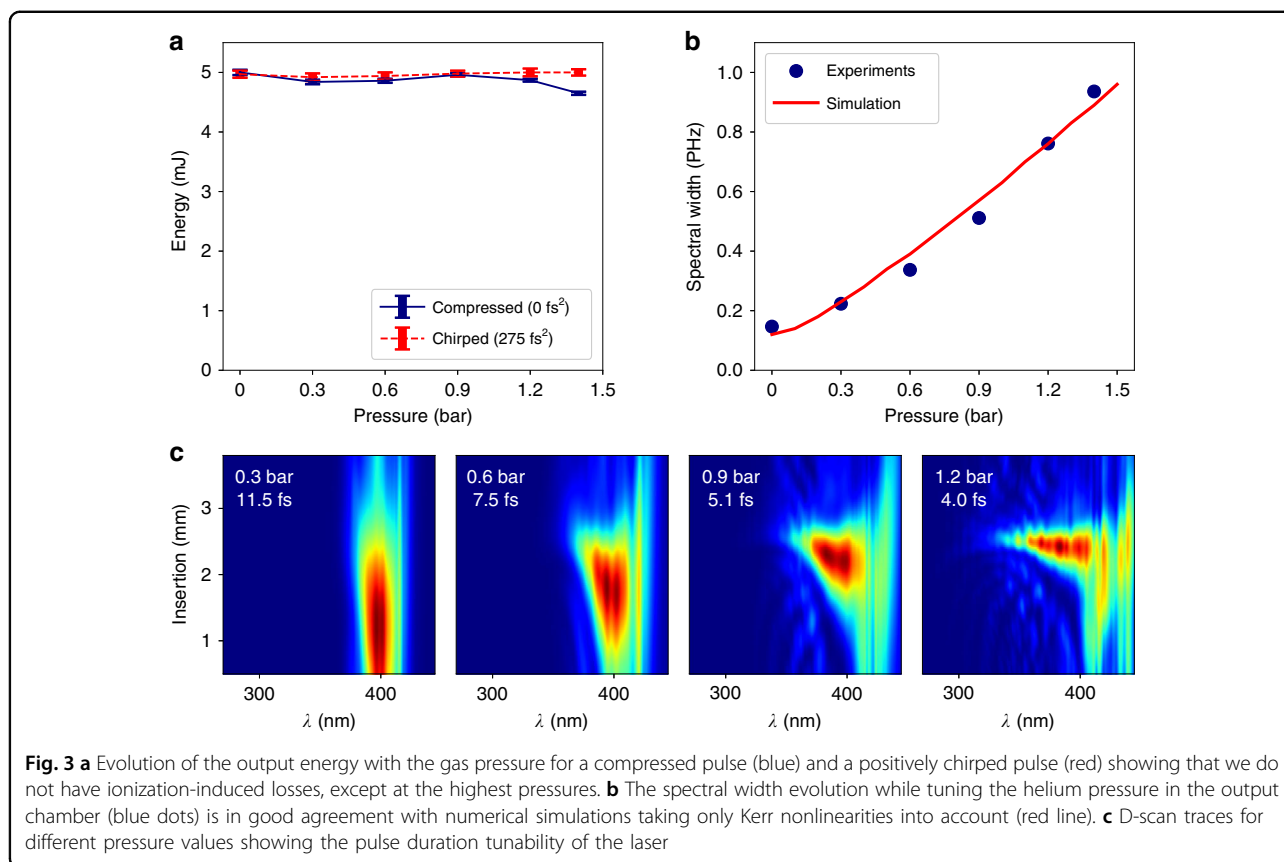 a
5
4
3
2
1
0
Energy (mJ)
Compressed (0 fs²)
Chirped (275 fs²)
0 0.3 0.6 0.9 1.2 1.5
Pressure (bar)
b
1.0
0.8
0.6
0.4
0.2
0.0
Spectral width (PHz)
Experiments
Simulation
0 0.3 0.6 0.9 1.2 1.5
Pressure (bar)
c
3
2
1
Insertion (mm)
0.3 bar
11.5 fs
300 400
λ (nm)
0.6 bar
7.5 fs
300 400
λ (nm)
0.9 bar
5.1 fs
300 400
λ (nm)
1.2 bar
4.0 fs
300 400
λ (nm)
Fig. 3 a Evolution of the output energy with the gas pressure for a compressed pulse (blue) and a positively chirped pulse (red) showing that we do
not have ionization-induced losses, except at the highest pressures. b The spectral width evolution while tuning the helium pressure in the output
chamber (blue dots) is in good agreement with numerical simulations taking only Kerr nonlinearities into account (red line). c D-scan traces for
different pressure values showing the pulse duration tunability of the laser